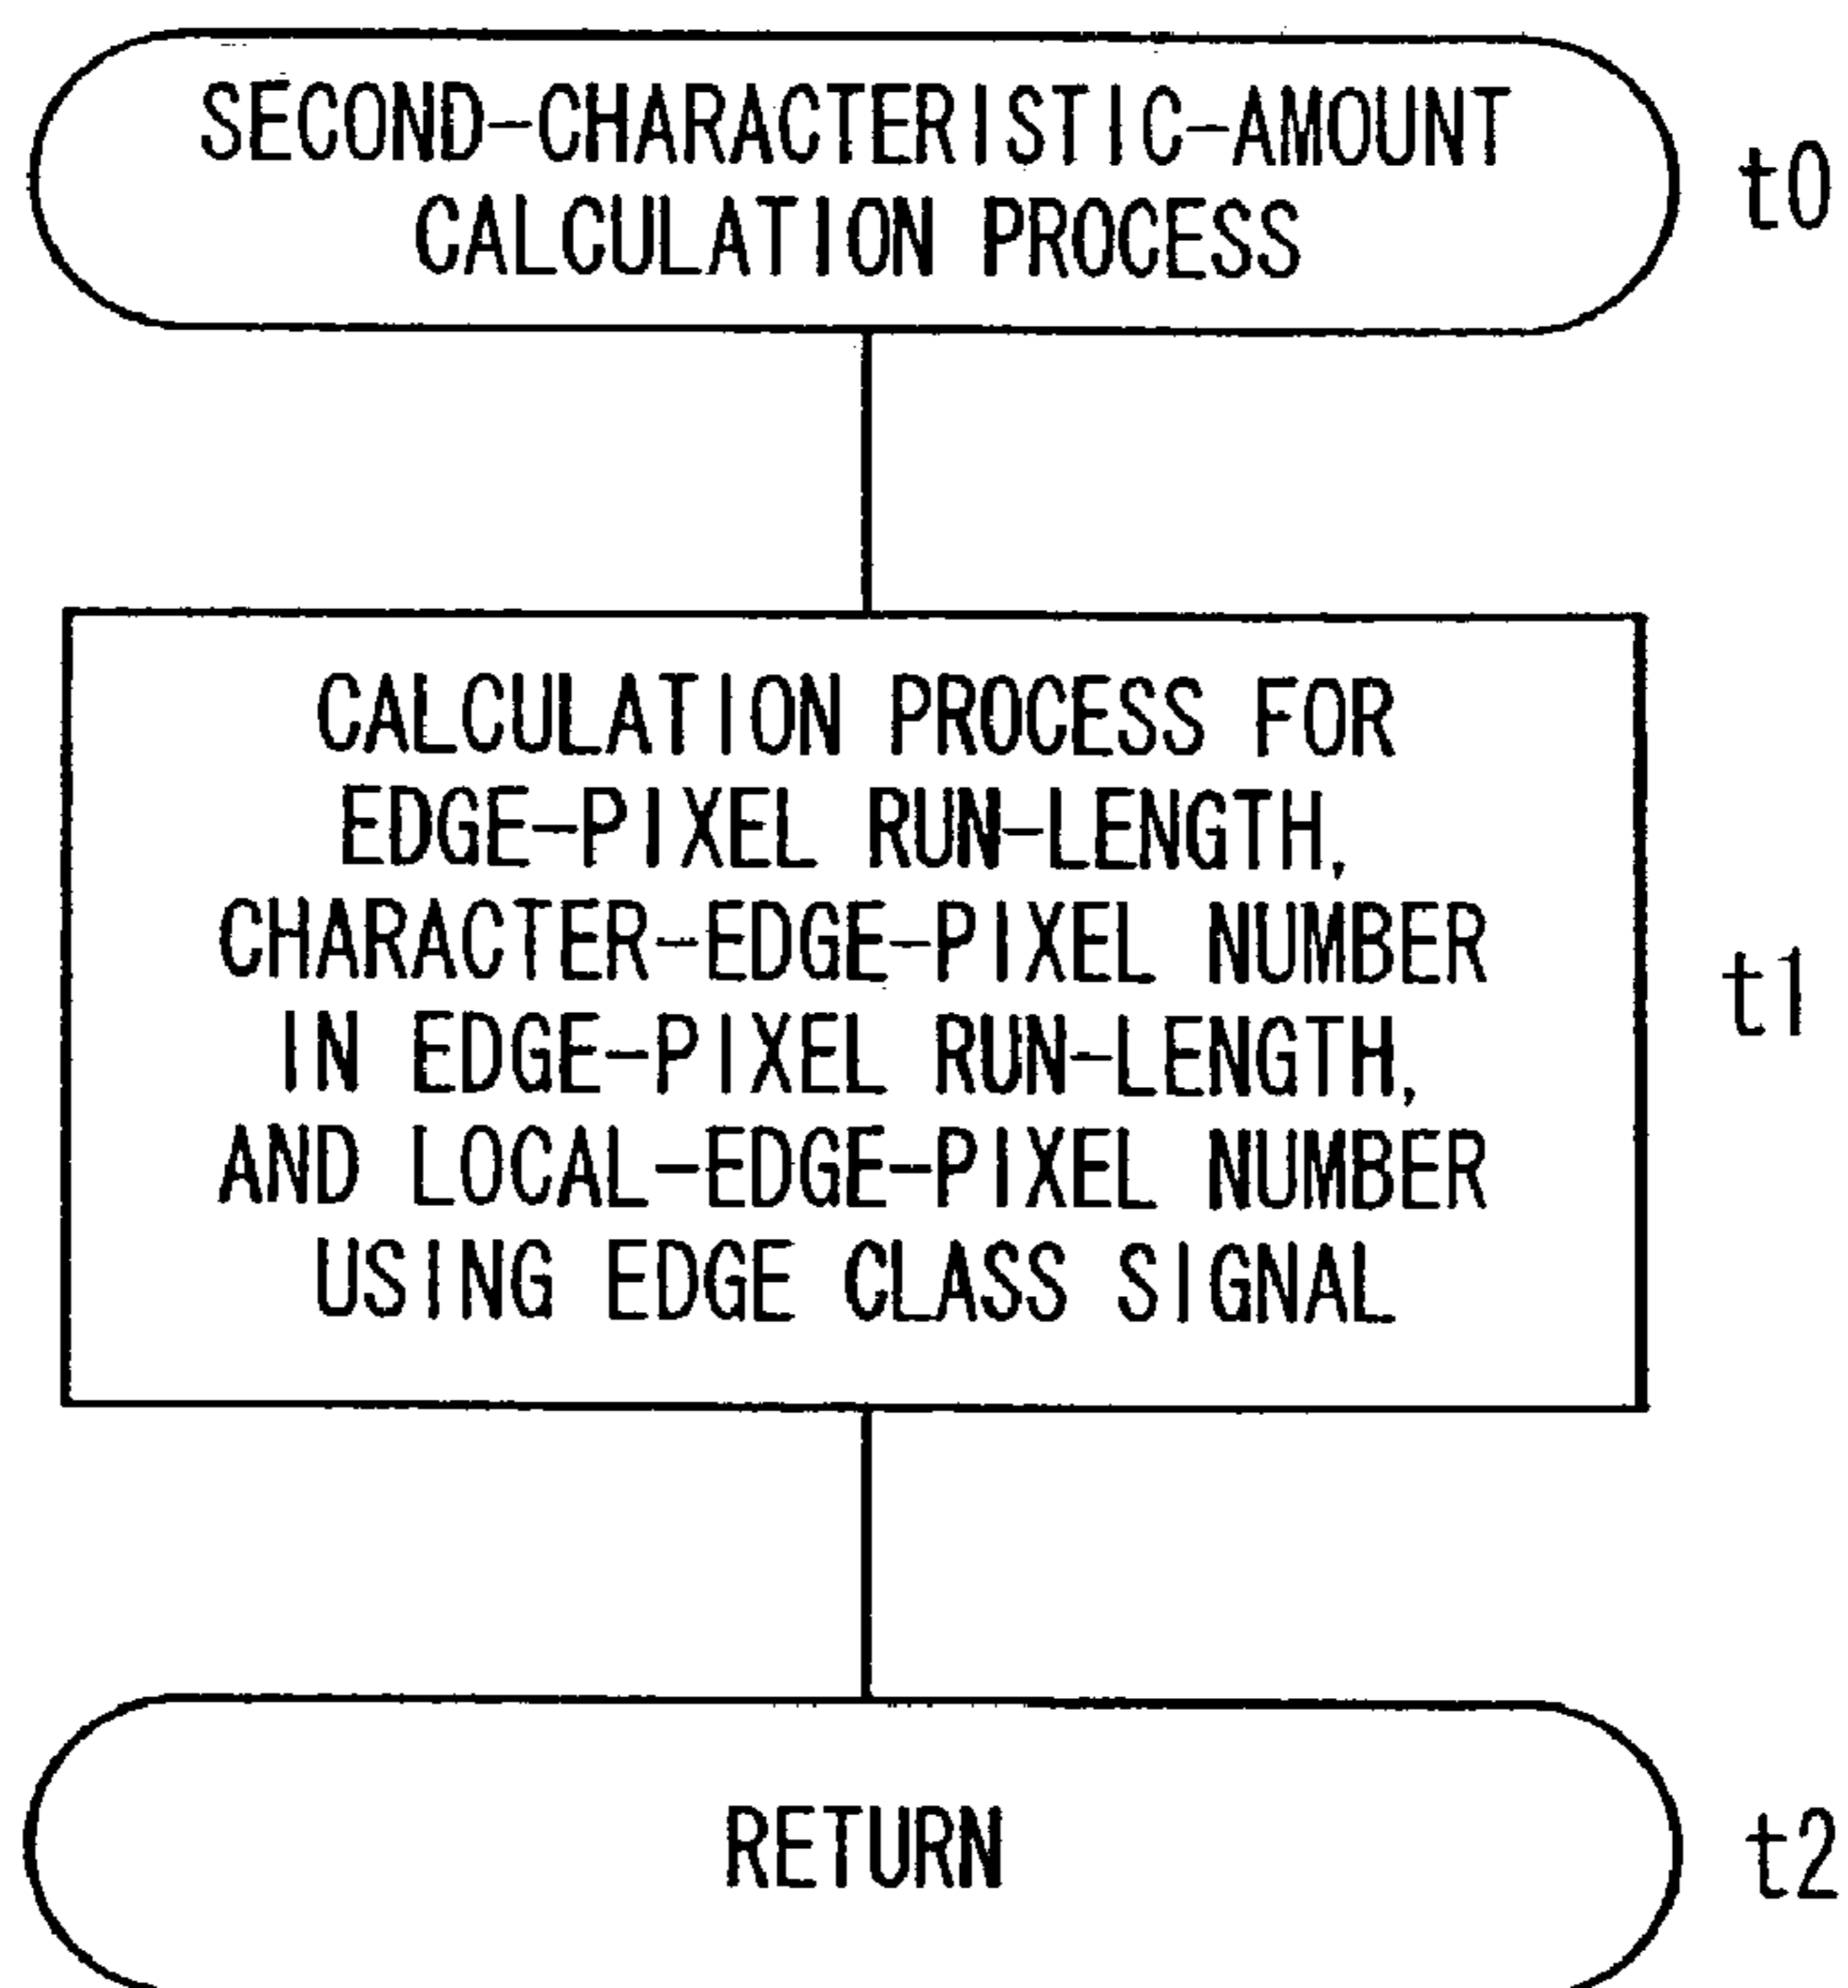 SECOND-CHARACTERISTIC-AMOUNT
CALCULATION PROCESS
t0
CALCULATION PROCESS FOR
EDGE-PIXEL RUN-LENGTH,
CHARACTER-EDGE-PIXEL NUMBER
IN EDGE-PIXEL RUN-LENGTH,
AND LOCAL-EDGE-PIXEL NUMBER
USING EDGE CLASS SIGNAL
t1
RETURN
t2